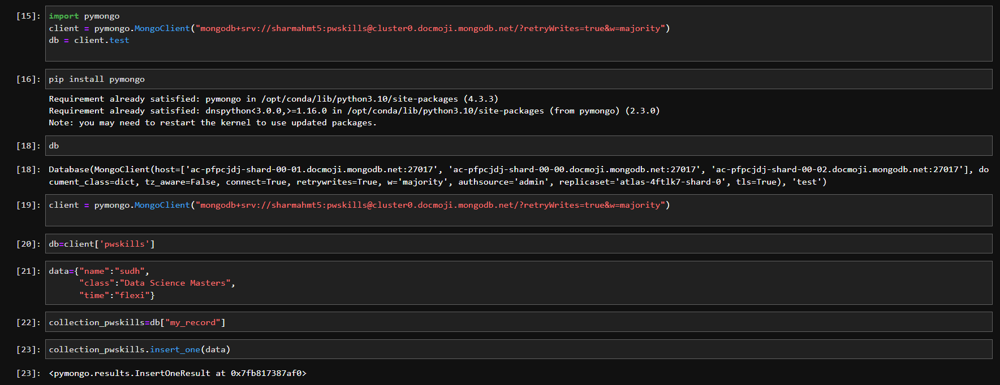 [15]: import pymongo
client = pymongo.MongoClient("mongodb+srv://sharmahmt5:pwskills@cluster0.docmoji.mongodb.net/?retryWrites=true&w=majority")
db = client.test
[16]: pip install pymongo
Requirement already satisfied: pymongo in /opt/conda/lib/python3.10/site-packages (4.3.3)
Requirement already satisfied: dnspython<3.0.0,>=1.16.0 in /opt/conda/lib/python3.10/site-packages (from pymongo) (2.3.0)
Note: you may need to restart the kernel to use updated packages.
[18]: db
[18]: Database(MongoClient(host=['ac-pfpcjdj-shard-00-01.docmoji.mongodb.net:27017', 'ac-pfpcjdj-shard-00-00.docmoji.mongodb.net:27017', 'ac-pfpcjdj-shard-00-02.docmoji.mongodb.net:27017'], do
cument_class=dict, tz_aware=False, connect=True, retrywrites=True, w='majority', authsource='admin', replicaset='atlas-4ftlk7-shard-0', tls=True), 'test')
[19]: client = pymongo.MongoClient("mongodb+srv://sharmahmt5:pwskills@cluster0.docmoji.mongodb.net/?retryWrites=true&w=majority")
[20]: db=client['pwskills']
[21]: data={"name":"sudh",
"class":"Data Science Masters",
"time":"flexi"}
[22]: collection_pwskills=db["my_record"]
[23]: collection_pwskills.insert_one(data)
[23]: <pymongo.results.InsertOneResult at 0x7fb817387af0>